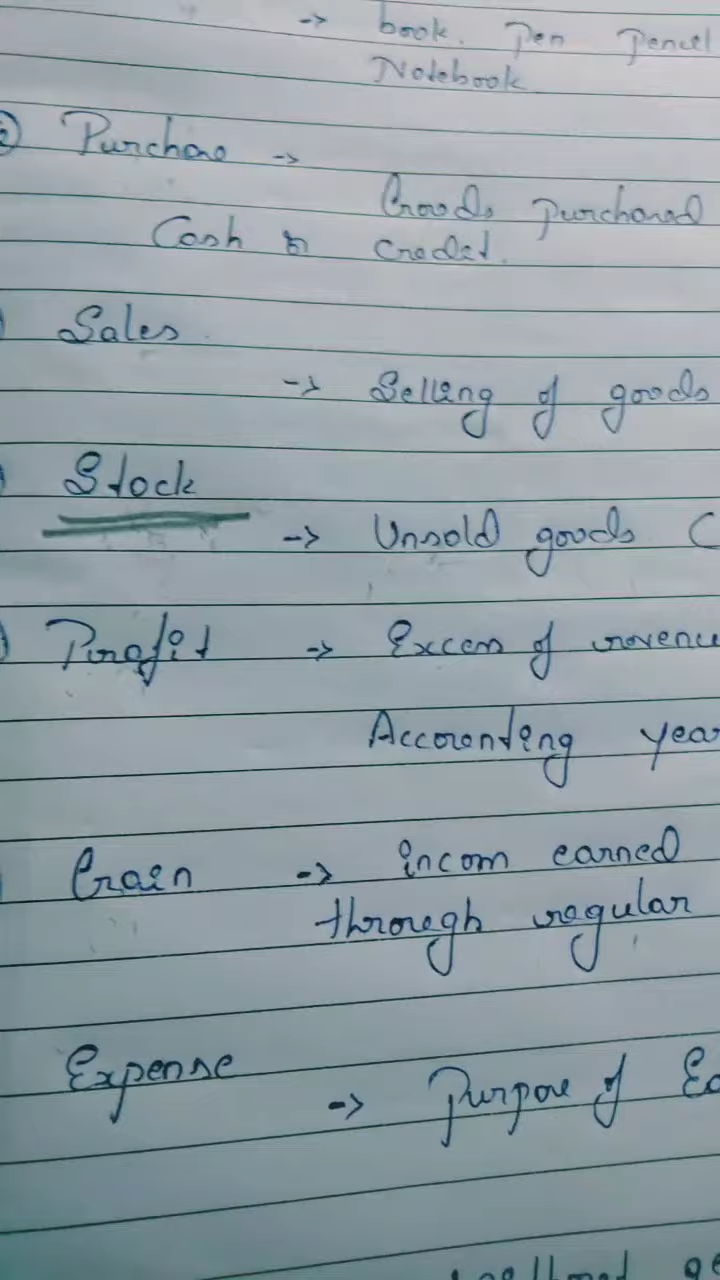 -> book. Pen Pencil
Notebook
Purchase ->
Goods purchased
Cash or credit.
Sales
-> Selling of goods
Stock
-> Unsold goods (
Profit -> Excess of revenue
Accounting year
Gain -> incom earned
through regular
Expense
-> Purpose of Ea